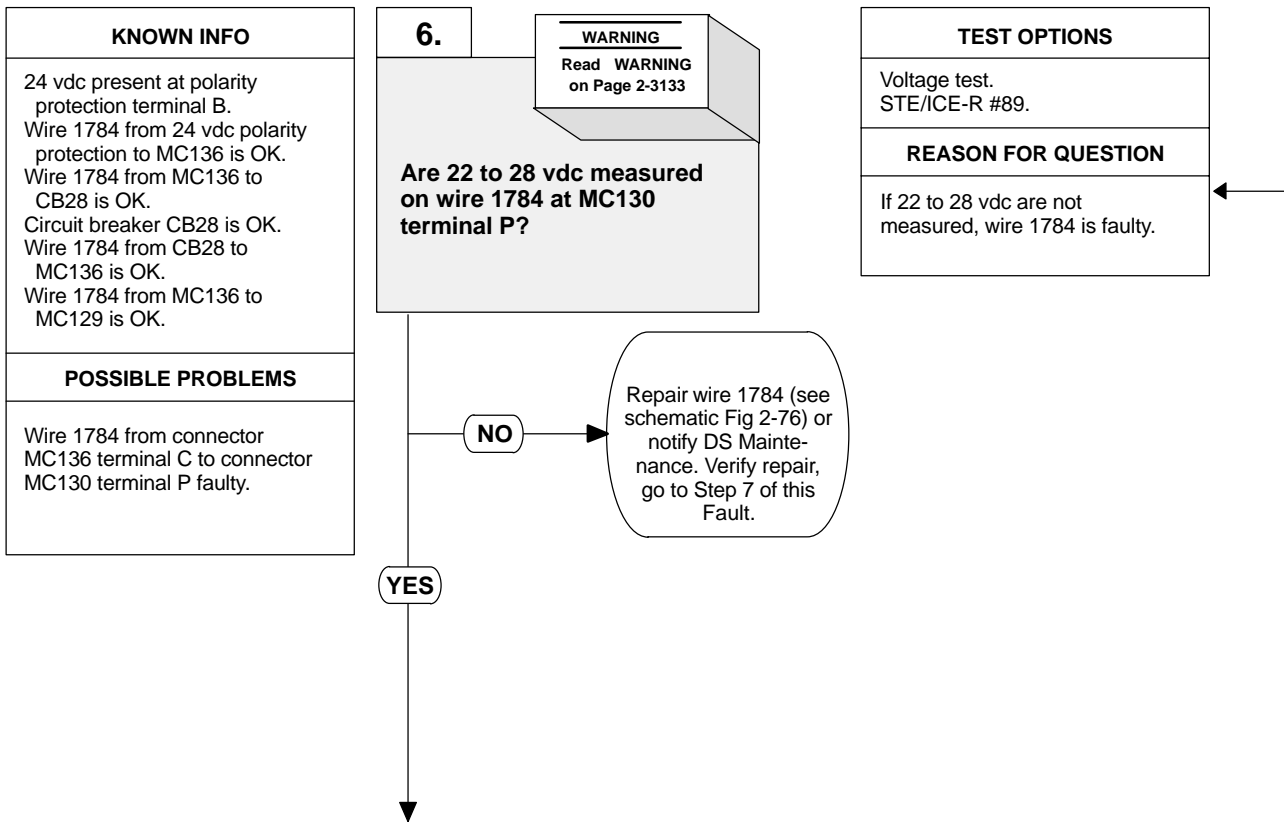 KNOWN INFO
24 vdc present at polarity
protection terminal B.
Wire 1784 from 24 vdc polarity
protection to MC136 is OK.
Wire 1784 from MC136 to
CB28 is OK.
Circuit breaker CB28 is OK.
Wire 1784 from CB28 to
MC136 is OK.
Wire 1784 from MC136 to
MC129 is OK.
POSSIBLE PROBLEMS
Wire 1784 from connector
MC136 terminal C to connector
MC130 terminal P faulty.
6.
WARNING
Read WARNING
on Page 2-3133
Are 22 to 28 vdc measured
on wire 1784 at MC130
terminal P?
NO
Repair wire 1784 (see
schematic Fig 2-76) or
notify DS Mainte-
nance. Verify repair,
go to Step 7 of this
Fault.
YES
TEST OPTIONS
Voltage test.
STE/ICE-R #89.
REASON FOR QUESTION
If 22 to 28 vdc are not
measured, wire 1784 is faulty.